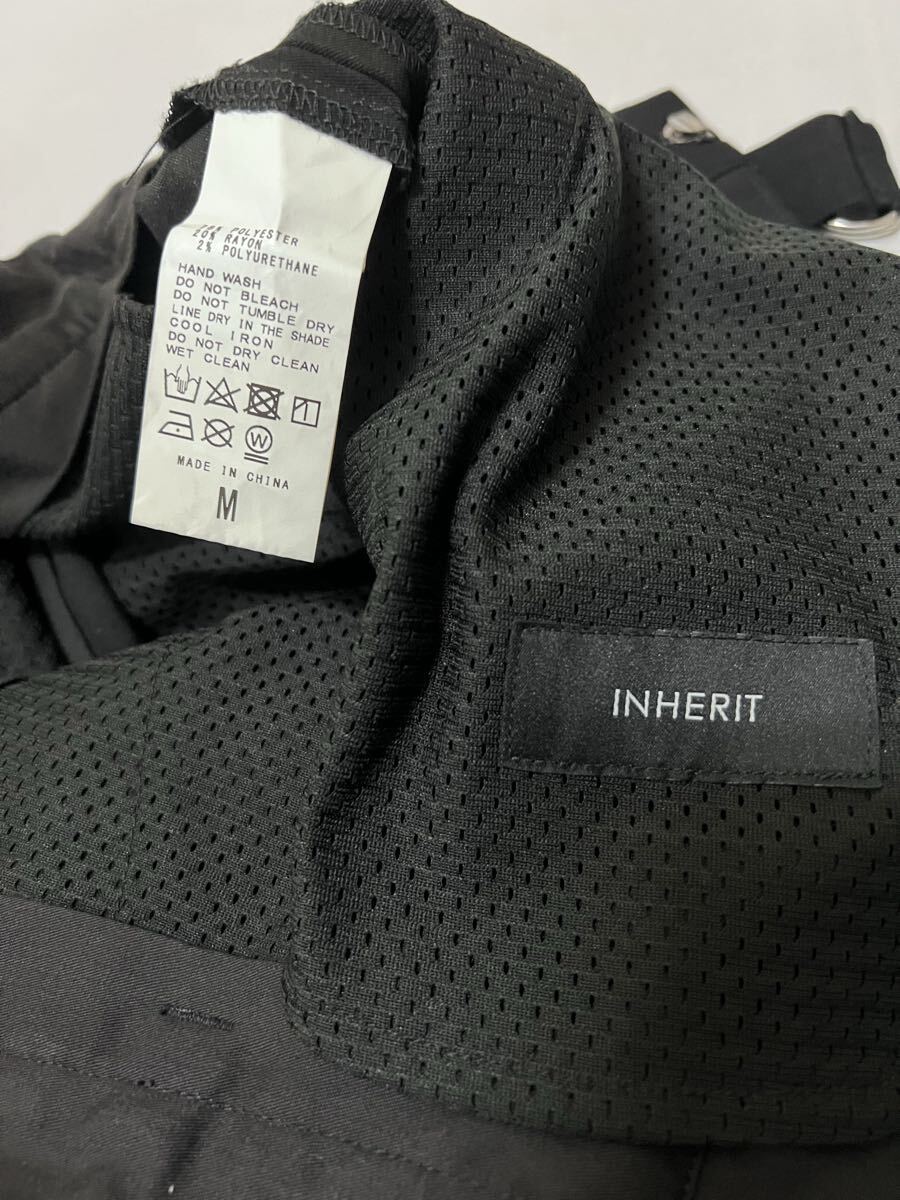 POLYESTER
20% RAYON
2% POLYURETHANE
HAND WASH
DO NOT BLEACH
DO NOT TUMBLE DRY
LINE DRY IN THE SHADE
COOL IRON
DO NOT DRY CLEAN
WET CLEAN
W
MADE IN CHINA
M
INHERIT